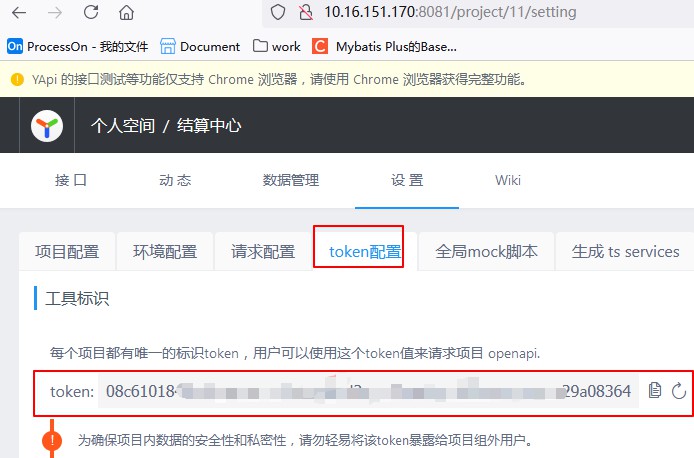 10.16.151.170:8081/project/11/setting
On ProcessOn - 我的文件 Document work C Mybatis Plus的Base...
YApi 的接口测试等功能仅支持 Chrome 浏览器，请使用 Chrome 浏览器获得完整功能。
个人空间 / 结算中心
接 口 动 态 数据管理 设 置 Wiki
项目配置 环境配置 请求配置 token配置 全局mock脚本 生成 ts services
工具标识
每个项目都有唯一的标识token，用户可以使用这个token值来请求项目 openapi.
token: 08c61018 29a08364
为确保项目内数据的安全性和私密性，请勿轻易将该token暴露给项目组外用户。